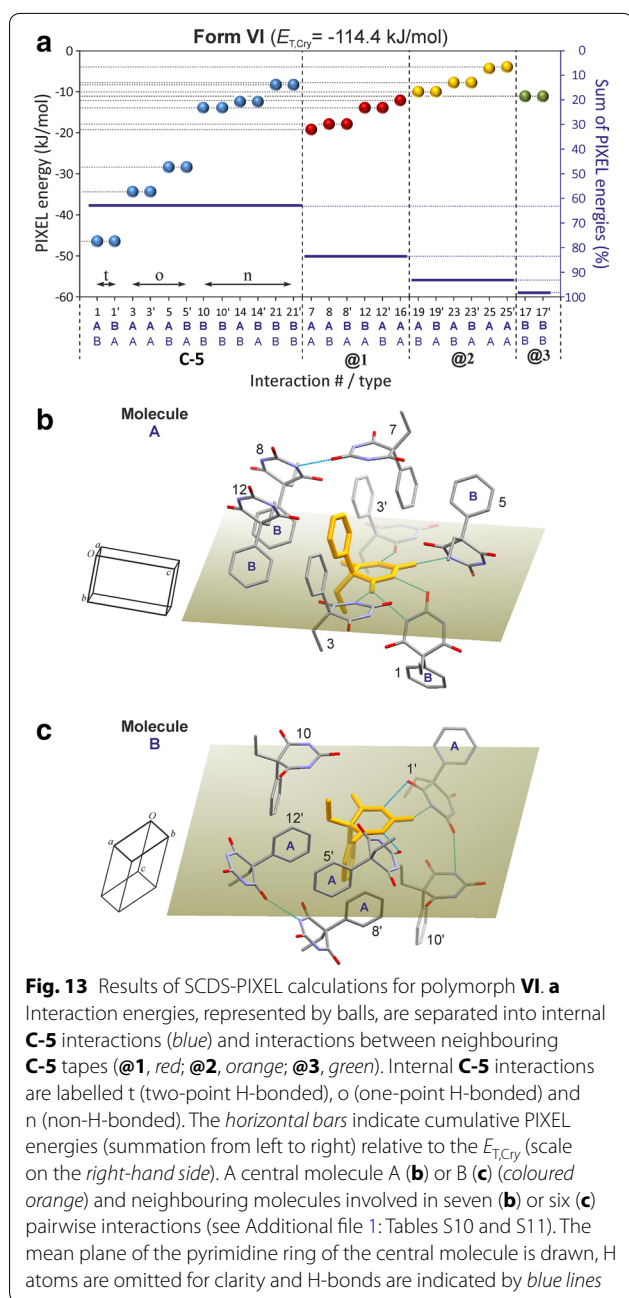 a
Form VI (E_T,Cry= -114.4 kJ/mol)
PIXEL energy (kJ/mol)
0
-10
-20
-30
-40
-50
-60
Sum of PIXEL energies (%)
0
10
20
30
40
50
60
70
80
90
100
t o n
1 1' 3 3' 5 5' 10 10' 14 14' 21 21' 7 8 8' 12 12' 16 19 19' 23 23' 25 25' 17 17'
A B A A A B B B A A B B A A B A B A A B A B A A B B
B A A A B A B B A A B B A B A B A A B A B A A A B B
C-5 @1 @2 @3
Interaction # / type
b
Molecule
A
8
7
12
3'
B
5
B
B
O
a
c
b
3
1
B
c
Molecule
B
10
A
1'
12'
O
a
b
c
A
5'
A
A
8'
10'
Fig. 13 Results of SCDS-PIXEL calculations for polymorph VI. a
Interaction energies, represented by balls, are separated into internal
C-5 interactions (blue) and interactions between neighbouring
C-5 tapes (@1, red; @2, orange; @3, green). Internal C-5 interactions
are labelled t (two-point H-bonded), o (one-point H-bonded) and
n (non-H-bonded). The horizontal bars indicate cumulative PIXEL
energies (summation from left to right) relative to the E_T,Cry (scale
on the right-hand side). A central molecule A (b) or B (c) (coloured
orange) and neighbouring molecules involved in seven (b) or six (c)
pairwise interactions (see Additional file 1: Tables S10 and S11). The
mean plane of the pyrimidine ring of the central molecule is drawn, H
atoms are omitted for clarity and H-bonds are indicated by blue lines